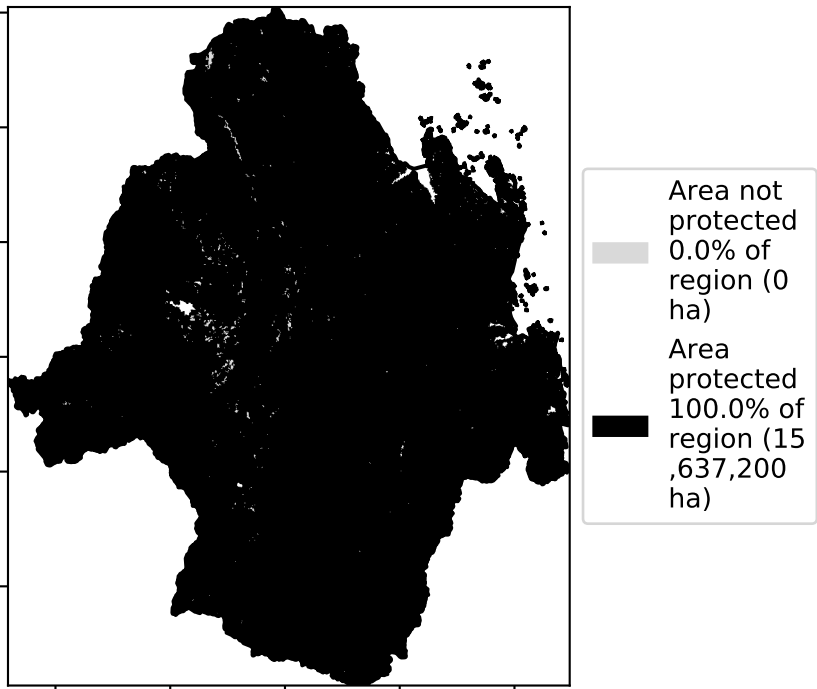 Area not
protected
0.0% of
region (0
ha)
Area
protected
100.0% of
region (15
,637,200
ha)